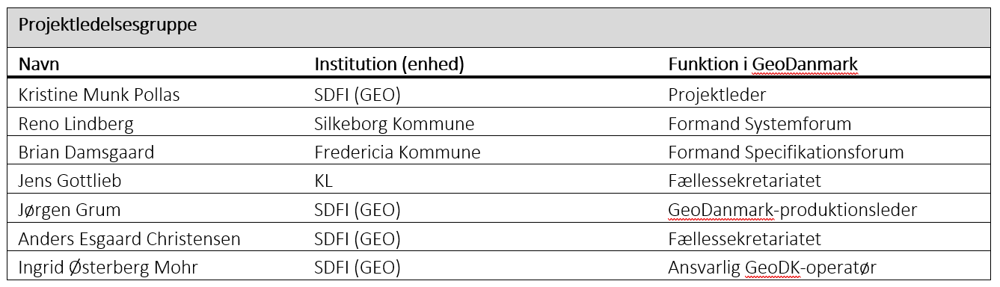 Projektledelsesgruppe
Navn Institution (enhed) Funktion i GeoDanmark
Kristine Munk Pollas SDFI (GEO) Projektleder
Reno Lindberg Silkeborg Kommune Formand Systemforum
Brian Damsgaard Fredericia Kommune Formand Specifikationsforum
Jens Gottlieb KL Fællessekretariatet
Jørgen Grum SDFI (GEO) GeoDanmark-produktionsleder
Anders Esgaard Christensen SDFI (GEO) Fællessekretariatet
Ingrid Østerberg Mohr SDFI (GEO) Ansvarlig GeoDK-operatør